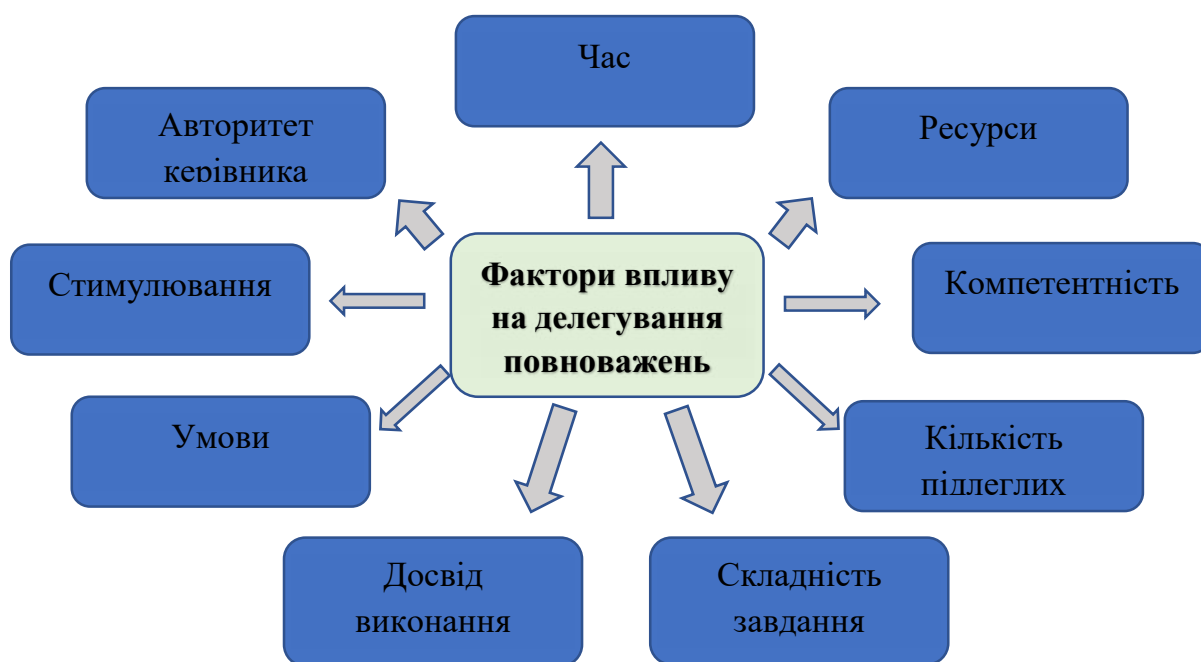 Час
Авторитет
керівника
Ресурси
Стимулювання
Фактори впливу
на делегування
повноважень
Компетентність
Умови
Кількість
підлеглих
Досвід
виконання
Складність
завдання